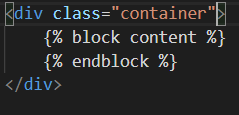 <div class="container">
    {% block content %}
    {% endblock %}
</div>